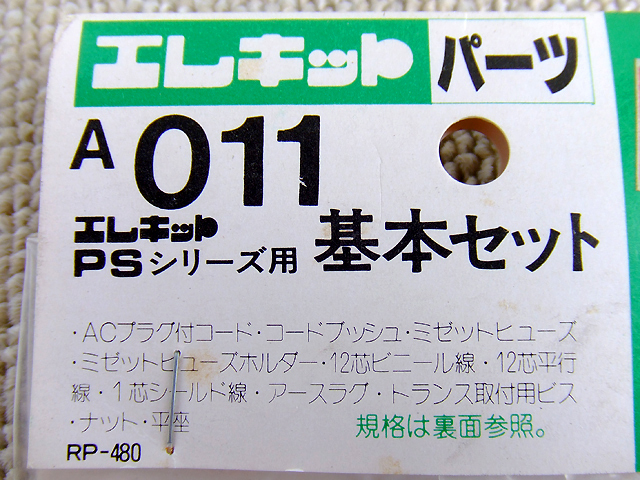 エレキット パーツ
A 011
エレキット
PSシリーズ用 基本セット
・ACプラグ付コード・コードブッシュ・ミゼットヒューズ
・ミゼットヒューズホルダー・12芯ビニール線・12芯平行
線・1芯シールド線・アースラグ・トランス取付用ビス
・ナット・平座
規格は裏面参照。
RP-480